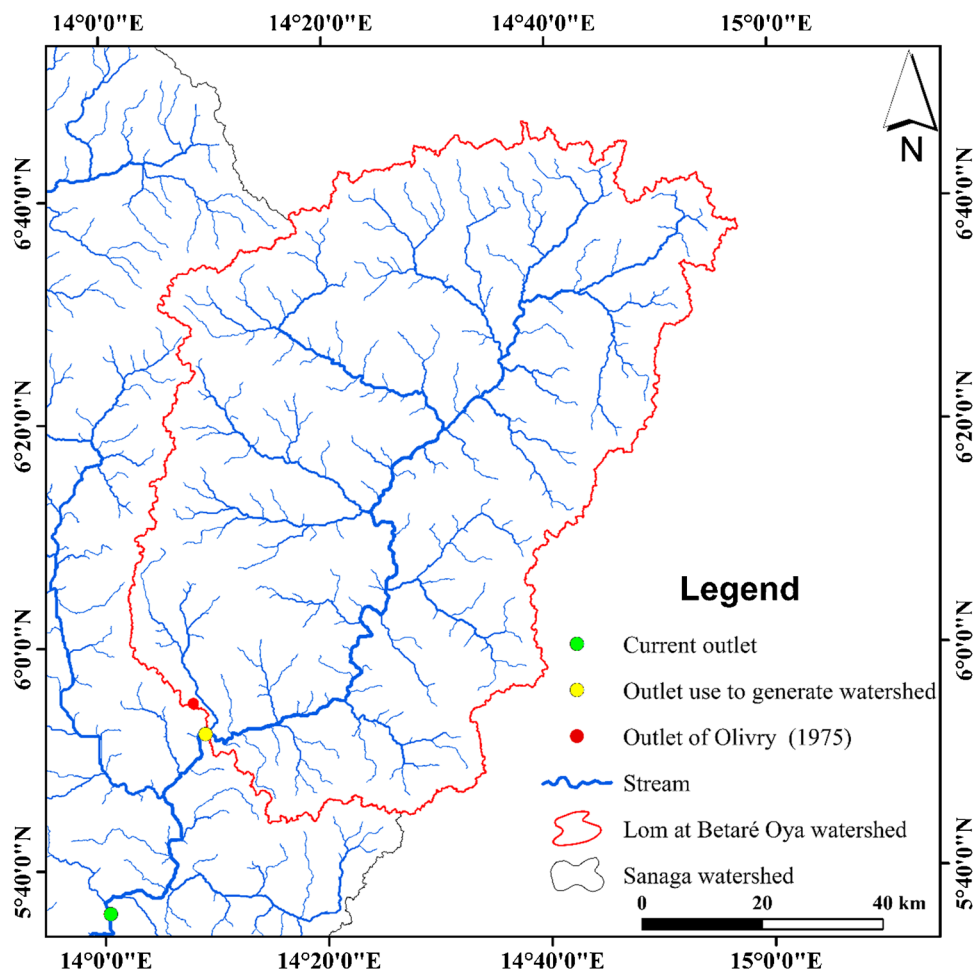 14°0'0"E 14°20'0"E 14°40'0"E 15°0'0"E
N
6°40'0"N 6°40'0"N
6°20'0"N 6°20'0"N
6°0'0"N 6°0'0"N
5°40'0"N 5°40'0"N
Legend
Current outlet
Outlet use to generate watershed
Outlet of Olivry (1975)
Stream
Lom at Betaré Oya watershed
Sanaga watershed
0 20 40 km
14°0'0"E 14°20'0"E 14°40'0"E 15°0'0"E